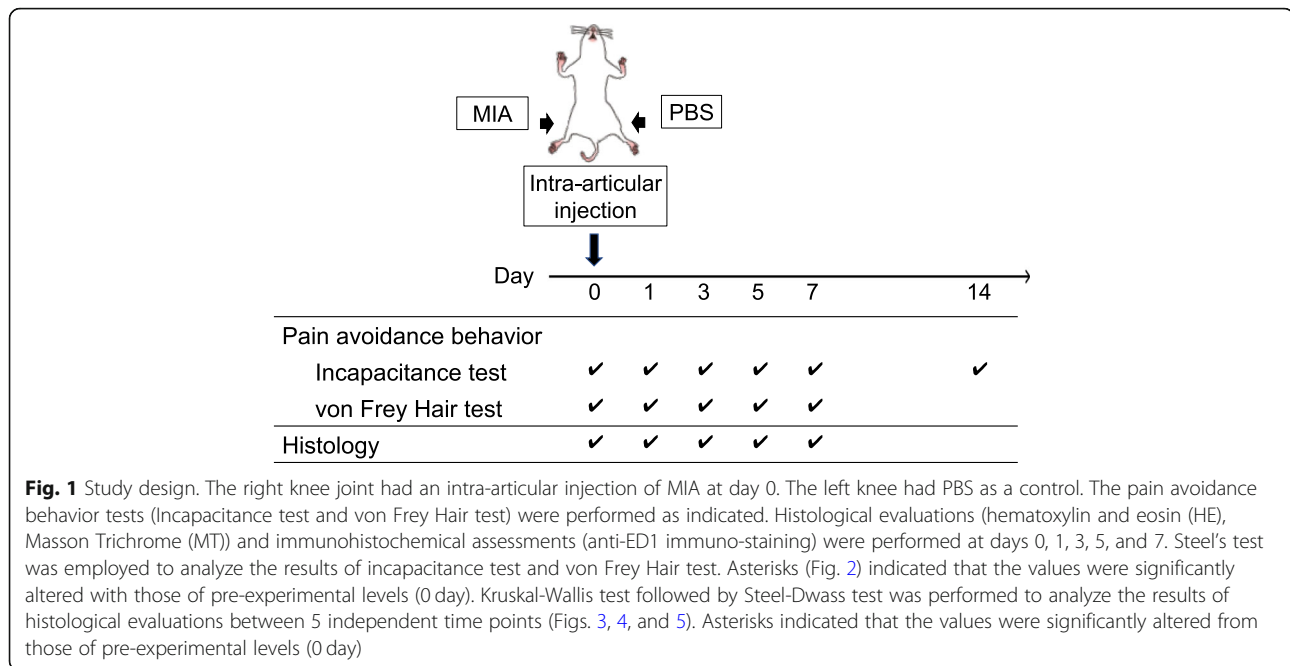 MIA
PBS
Intra-articular
injection
Day
0 1 3 5 7 14
Pain avoidance behavior
Incapacitance test ✔ ✔ ✔ ✔ ✔ ✔
von Frey Hair test ✔ ✔ ✔ ✔ ✔
Histology ✔ ✔ ✔ ✔ ✔
Fig. 1 Study design. The right knee joint had an intra-articular injection of MIA at day 0. The left knee had PBS as a control. The pain avoidance
behavior tests (Incapacitance test and von Frey Hair test) were performed as indicated. Histological evaluations (hematoxylin and eosin (HE),
Masson Trichrome (MT)) and immunohistochemical assessments (anti-ED1 immuno-staining) were performed at days 0, 1, 3, 5, and 7. Steel's test
was employed to analyze the results of incapacitance test and von Frey Hair test. Asterisks (Fig. 2) indicated that the values were significantly
altered with those of pre-experimental levels (0 day). Kruskal-Wallis test followed by Steel-Dwass test was performed to analyze the results of
histological evaluations between 5 independent time points (Figs. 3, 4, and 5). Asterisks indicated that the values were significantly altered from
those of pre-experimental levels (0 day)